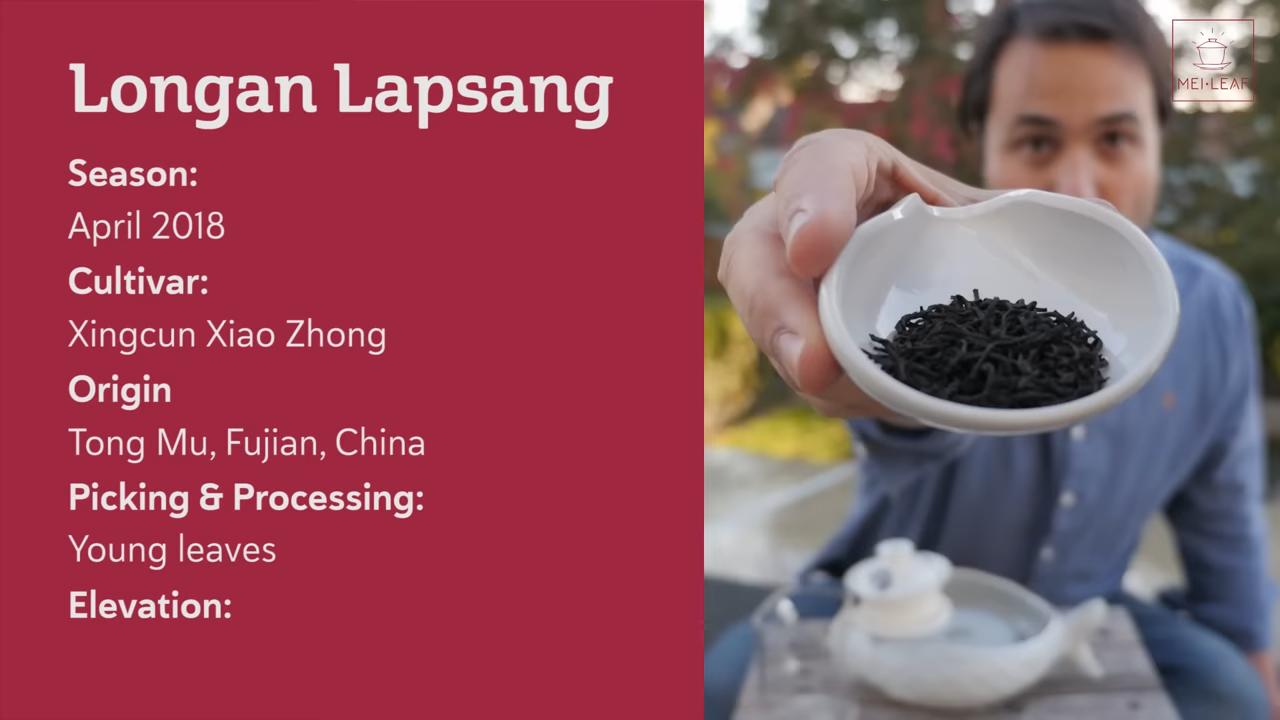 Longan Lapsang
Season:
April 2018
Cultivar:
Xingcun Xiao Zhong
Origin
Tong Mu, Fujian, China
Picking & Processing:
Young leaves
Elevation:
MEI·LEAF